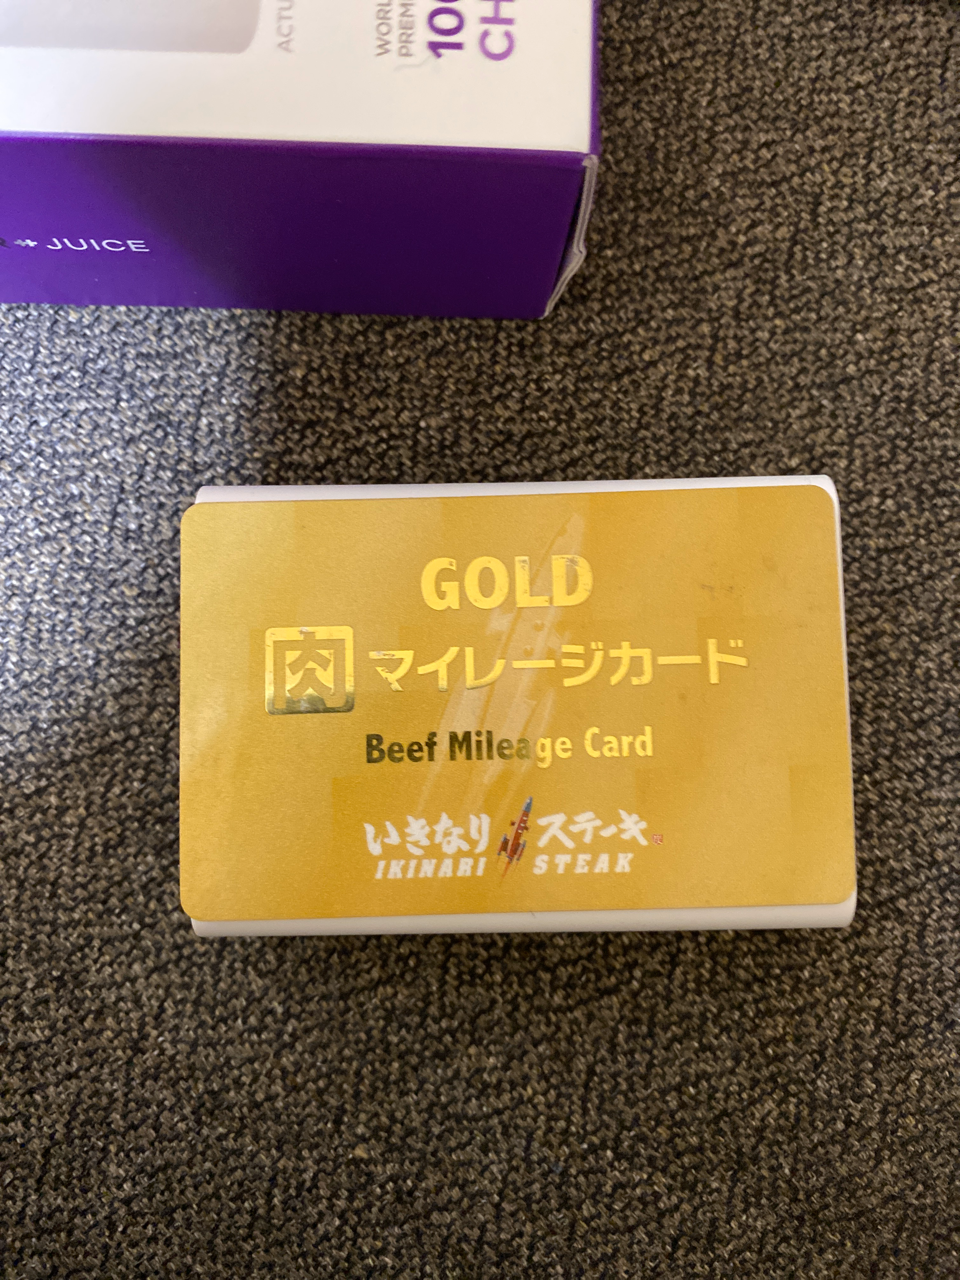 JUICE
GOLD
肉 マイレージカード
Beef Mileage Card
いきなりステーキ
IKINARI STEAK